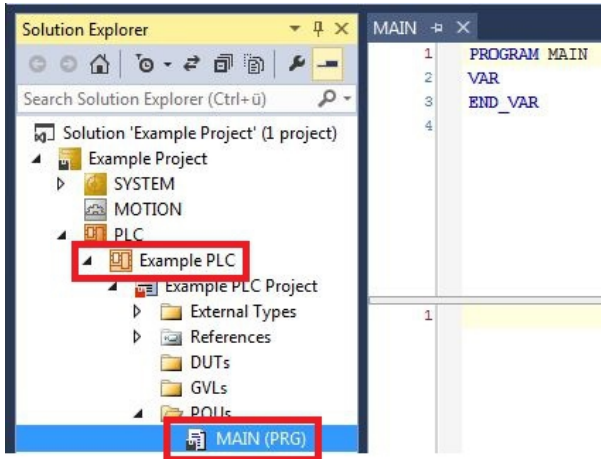 Solution Explorer
Search Solution Explorer (Ctrl+ü)
Solution 'Example Project' (1 project)
Example Project
SYSTEM
MOTION
PLC
Example PLC
Example PLC Project
External Types
References
DUTs
GVLs
POUs
MAIN (PRG)
MAIN
1 PROGRAM MAIN
2 VAR
3 END_VAR
4
1